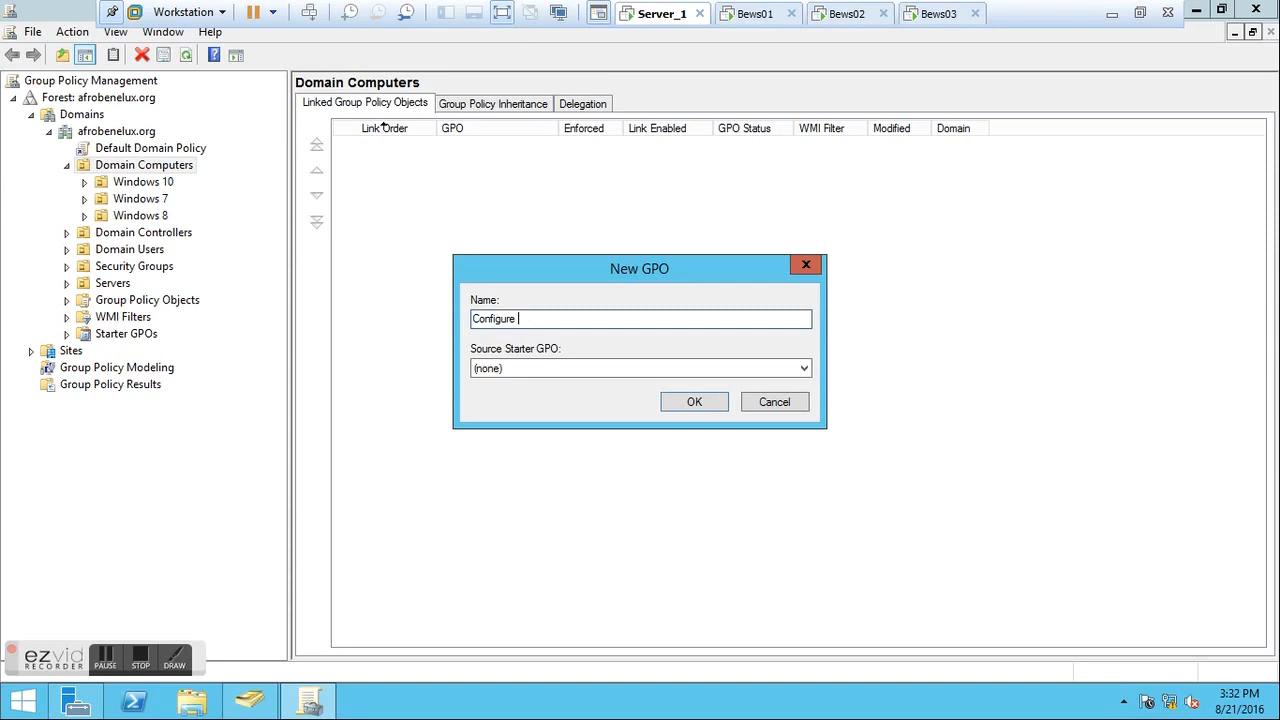 Workstation
Server_1
Bews01
Bews02
Bews03
File Action View Window Help
Group Policy Management
Forest: afrobenelux.org
Domains
afrobenelux.org
Default Domain Policy
Domain Computers
Windows 10
Windows 7
Windows 8
Domain Controllers
Domain Users
Security Groups
Servers
Group Policy Objects
WMI Filters
Starter GPOs
Sites
Group Policy Modeling
Group Policy Results
Domain Computers
Linked Group Policy Objects Group Policy Inheritance Delegation
Link Order GPO Enforced Link Enabled GPO Status WMI Filter Modified Domain
New GPO
Name:
Configure
Source Starter GPO:
(none)
OK Cancel
ezvid
RECORDER
PAUSE STOP DRAW
3:32 PM
8/21/2016